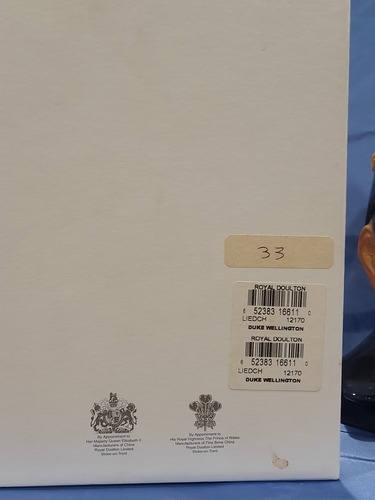 33
ROYAL DOULTON
6 52383 16611 0
LIEDCH 12170
DUKE WELLINGTON
ROYAL DOULTON
6 52383 16611 0
LIEDCH 12170
DUKE WELLINGTON
By Appointment to
Her Majesty Queen Elizabeth II
Manufacturers of China
Royal Doulton Limited
Stoke-on-Trent
By Appointment to
His Royal Highness The Prince of Wales
Manufacturers of Fine Bone China
Royal Doulton Limited
Stoke-on-Trent